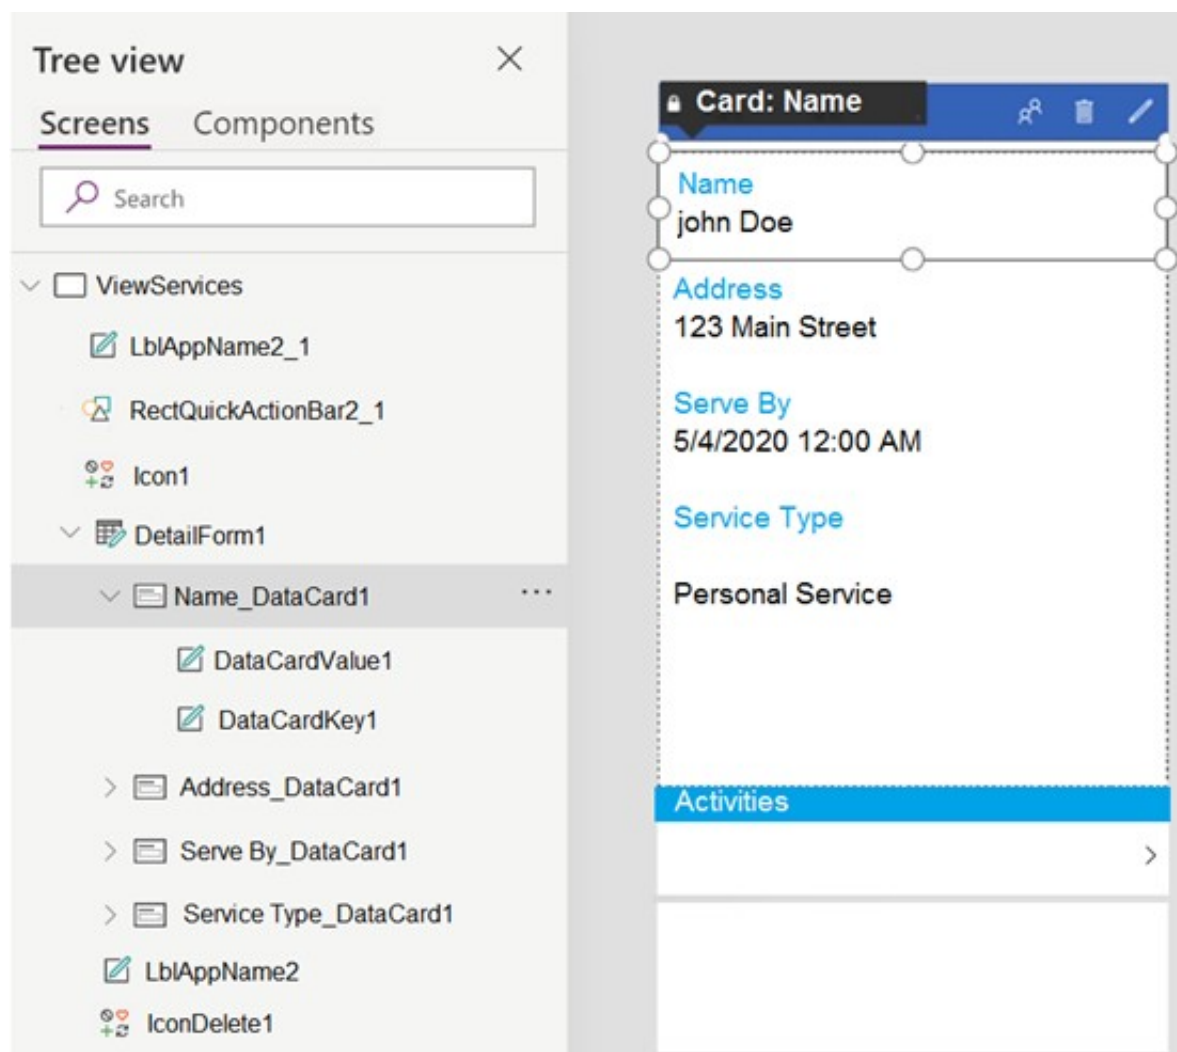 Tree view
Screens Components
Search
ViewServices
LblAppName2_1
RectQuickActionBar2_1
Icon1
DetailForm1
Name_DataCard1
DataCardValue1
DataCardKey1
Address_DataCard1
Serve By_DataCard1
Service Type_DataCard1
LblAppName2
IconDelete1
Card: Name
Name
john Doe
Address
123 Main Street
Serve By
5/4/2020 12:00 AM
Service Type
Personal Service
Activities